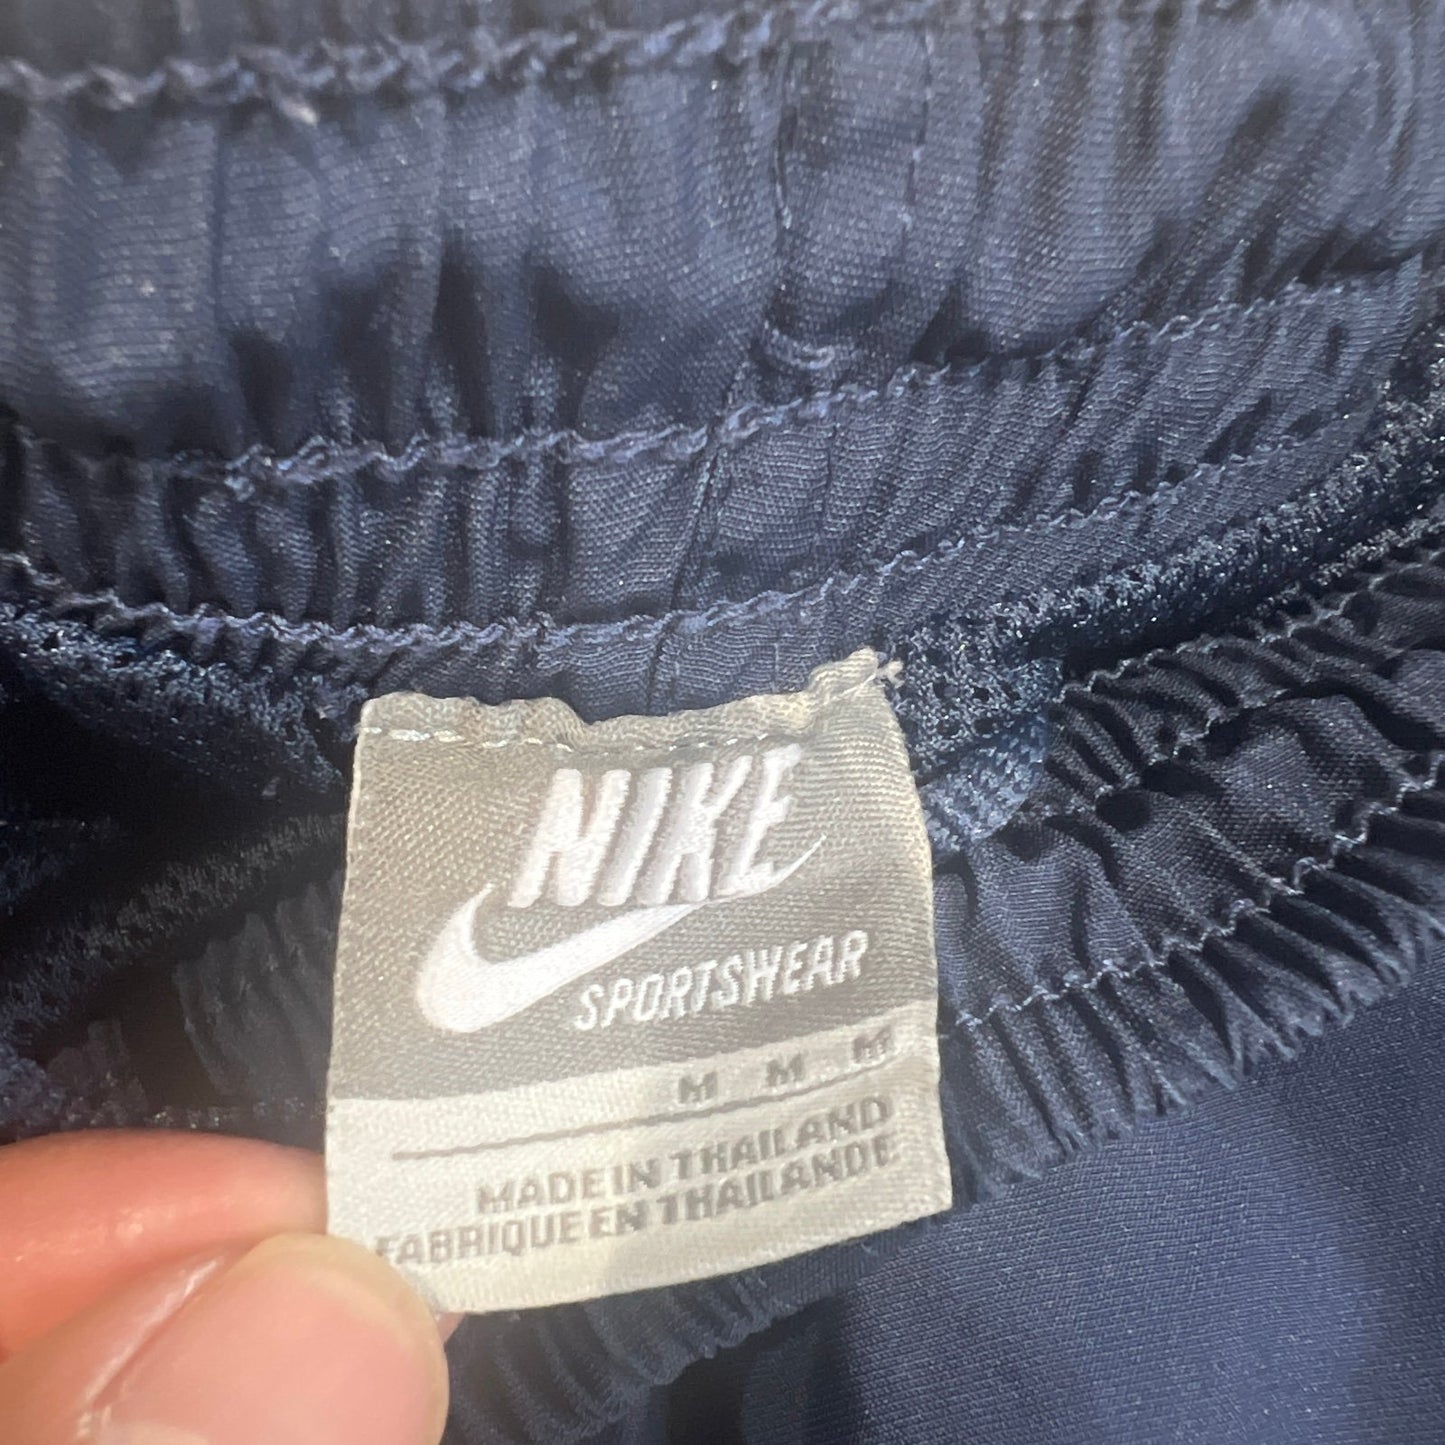 NIKE
SPORTSWEAR
M M M
MADE IN THAILAND
FABRIQUE EN THAILANDE